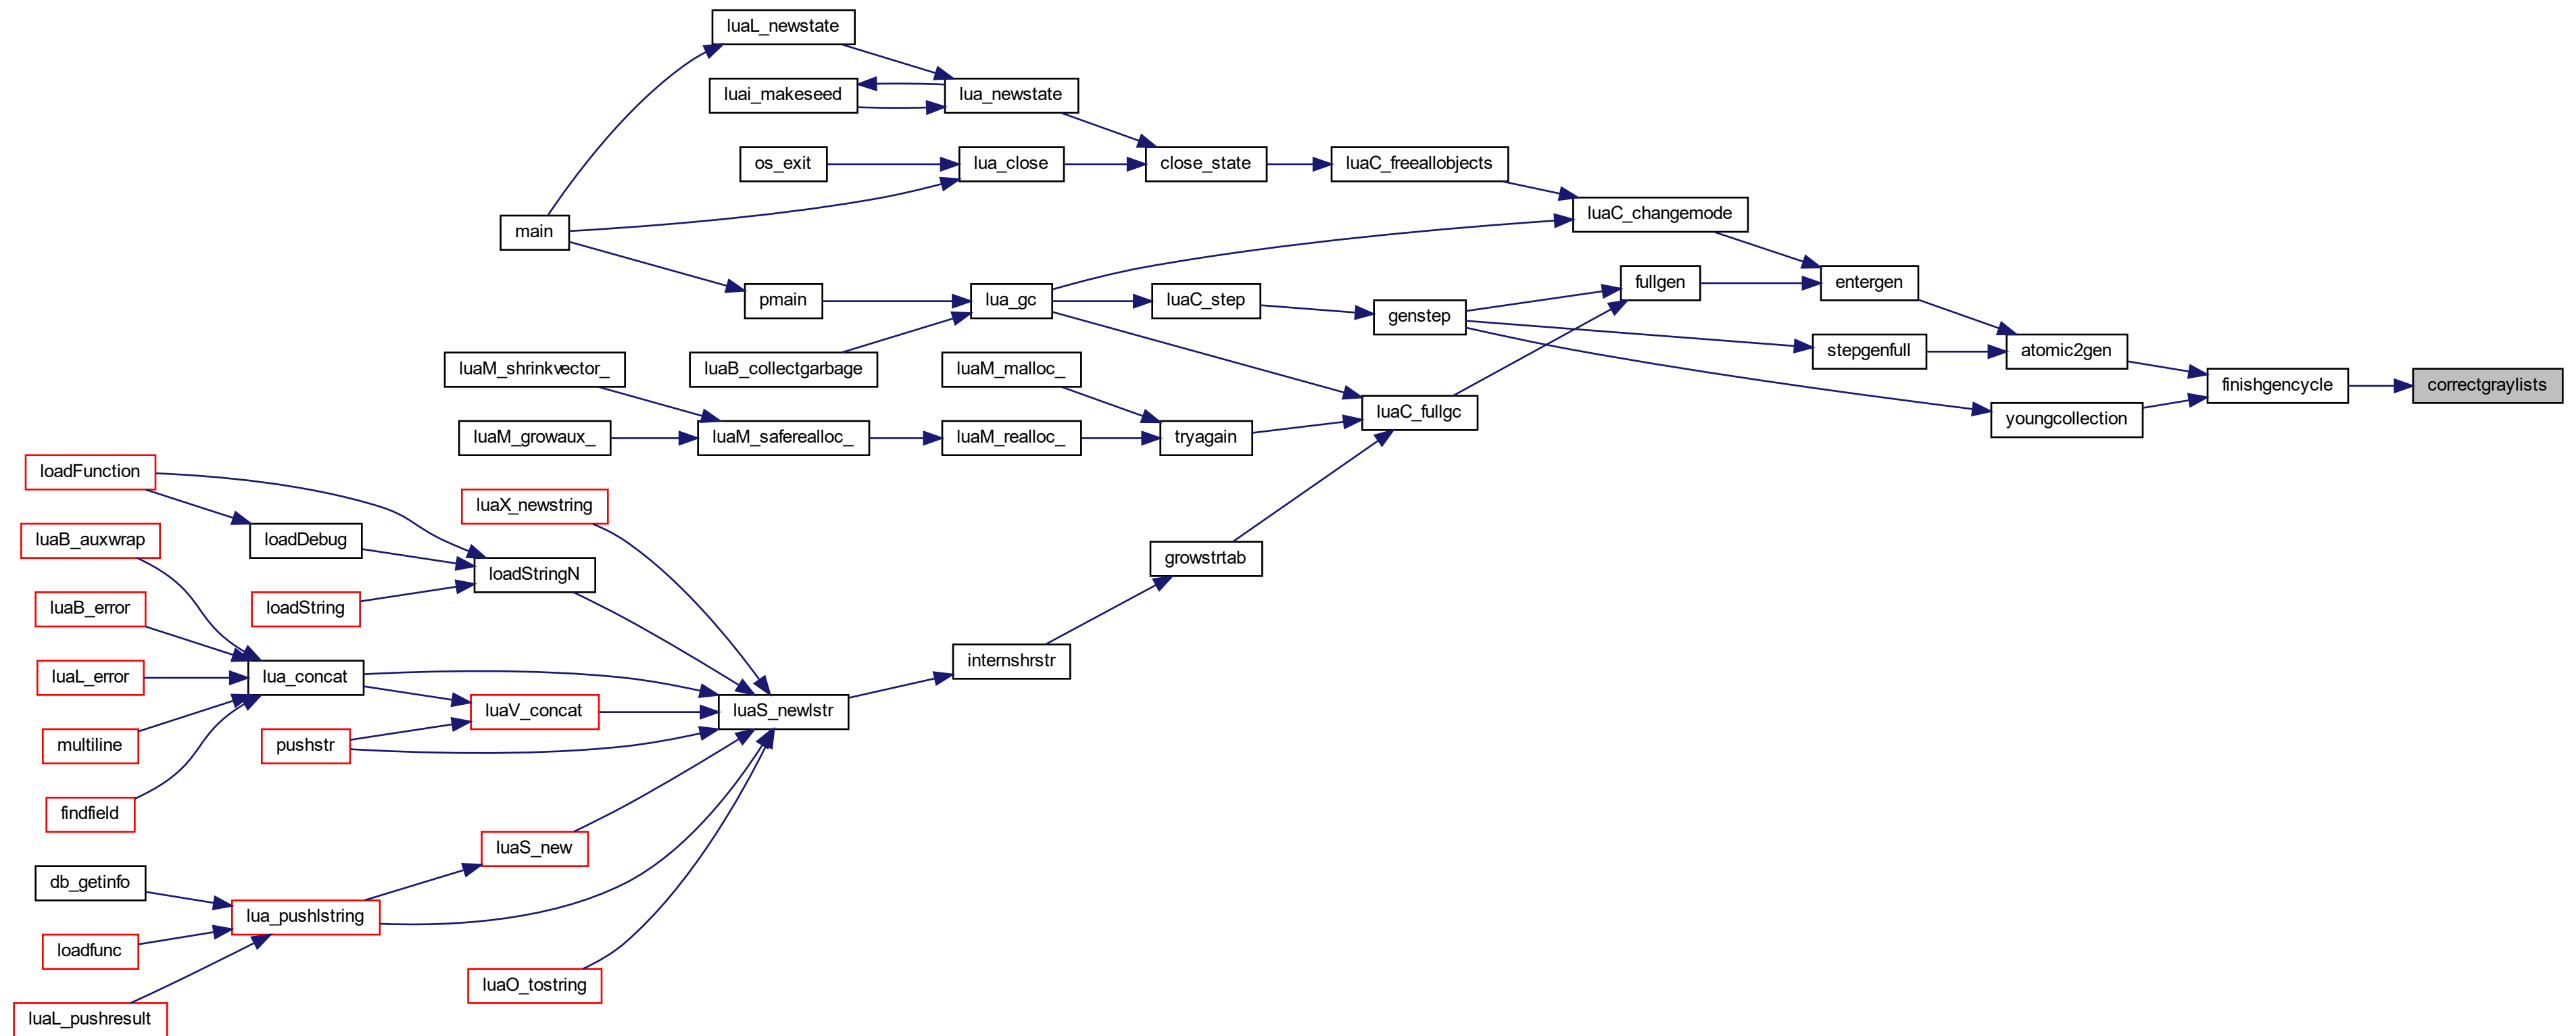 luaL_newstate
luai_makeseed
lua_newstate
os_exit
lua_close
close_state
luaC_freeallobjects
main
luaC_changemode
pmain
lua_gc
luaC_step
genstep
fullgen
entergen
luaM_shrinkvector_
luaB_collectgarbage
luaM_malloc_
stepgenfull
atomic2gen
finishgencycle
correctgraylists
luaM_growaux_
luaM_saferealloc_
luaM_realloc_
tryagain
luaC_fullgc
youngcollection
loadFunction
luaX_newstring
luaB_auxwrap
loadDebug
loadStringN
growstrtab
luaB_error
loadString
luaL_error
lua_concat
internshrstr
multiline
pushstr
luaV_concat
luaS_newlstr
findfield
luaS_new
db_getinfo
lua_pushlstring
loadfunc
luaO_tostring
luaL_pushresult